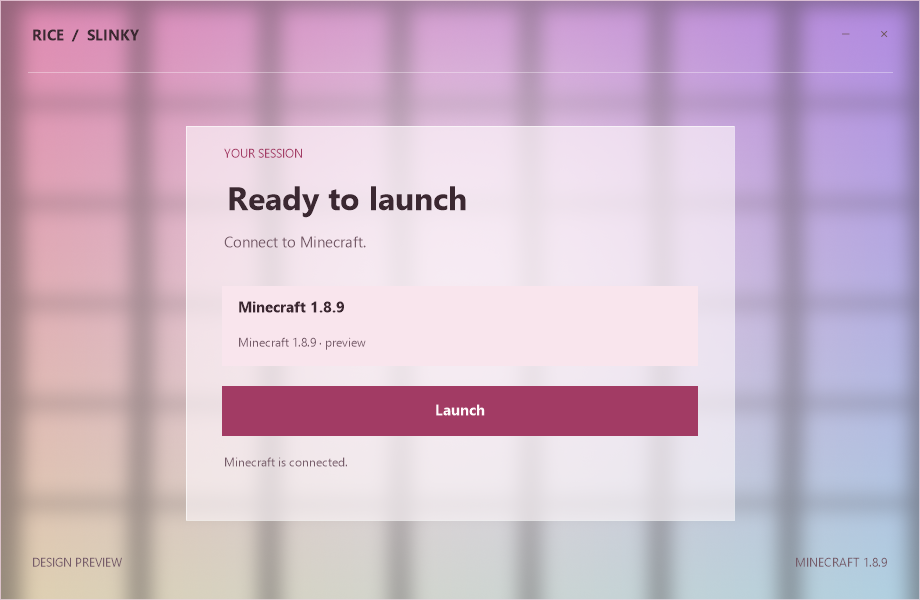 RICE / SLINKY
YOUR SESSION
Ready to launch
Connect to Minecraft.
Minecraft 1.8.9
Minecraft 1.8.9 · preview
Launch
Minecraft is connected.
DESIGN PREVIEW
MINECRAFT 1.8.9